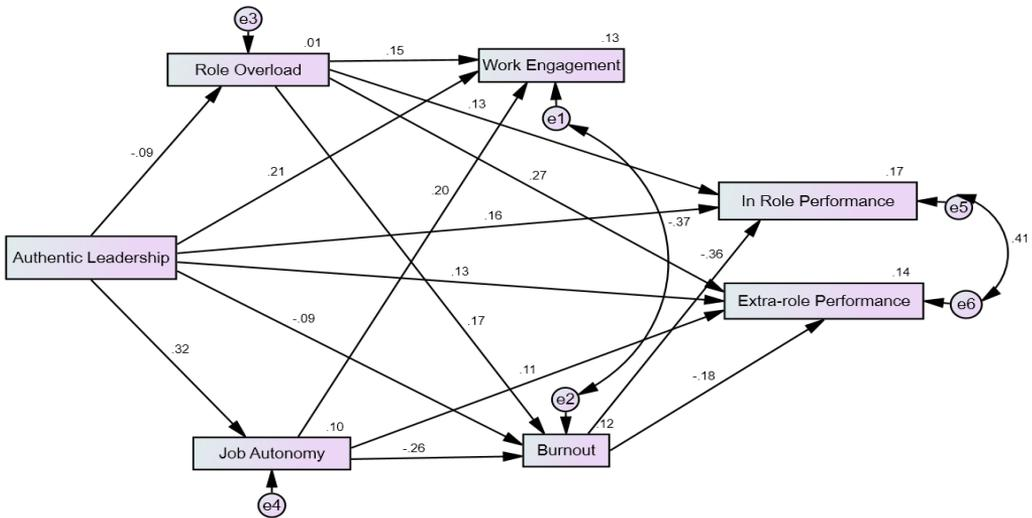 e3
.01
.15
.13
Role Overload
Work Engagement
.13
e1
-.09
.21
.20
.27
.17
In Role Performance
e5
.16
-.37
.41
-.36
Authentic Leadership
.13
.14
Extra-role Performance
e6
-.09
.17
.32
.11
-.18
e2
.10
.12
Job Autonomy
-.26
Burnout
e4